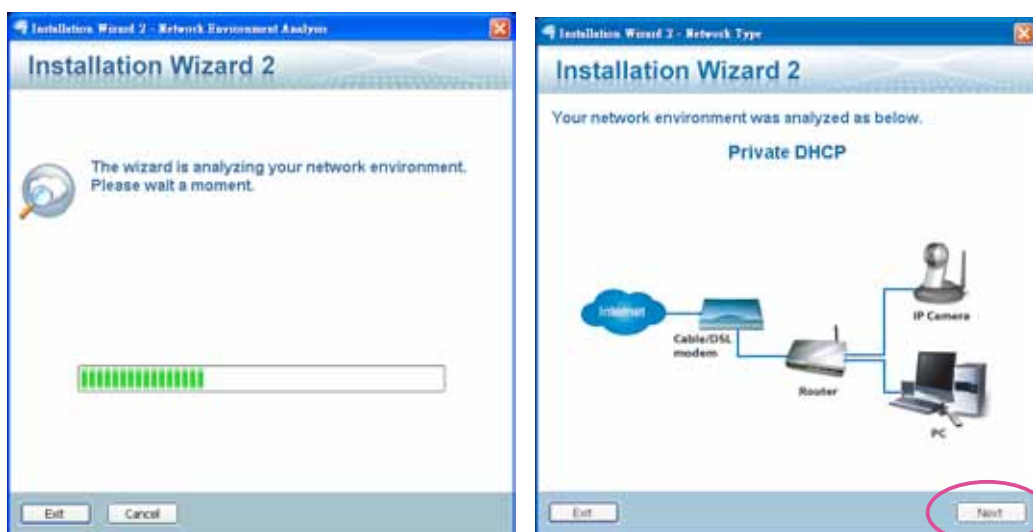 Installation Wizard 2 - Network Environment Analysis
Installation Wizard 2
The wizard is analyzing your network environment.
Please wait a moment.
Exit
Cancel
Installation Wizard 2 - Network Type
Installation Wizard 2
Your network environment was analyzed as below.
Private DHCP
Internet
Cable/DSL
modem
Router
IP Camera
PC
Exit
Next